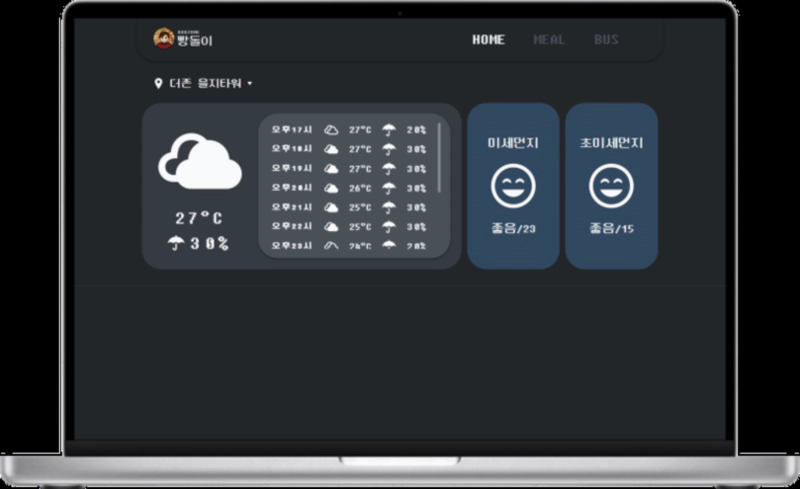 빵돌이
HOME MEAL BUS
더존 을지타워
27°C
30%
오후17시 27°C 20%
오후18시 27°C 30%
오후19시 27°C 30%
오후20시 26°C 30%
오후21시 25°C 30%
오후22시 25°C 30%
오후23시 24°C 20%
미세먼지
좋음/23
초미세먼지
좋음/15